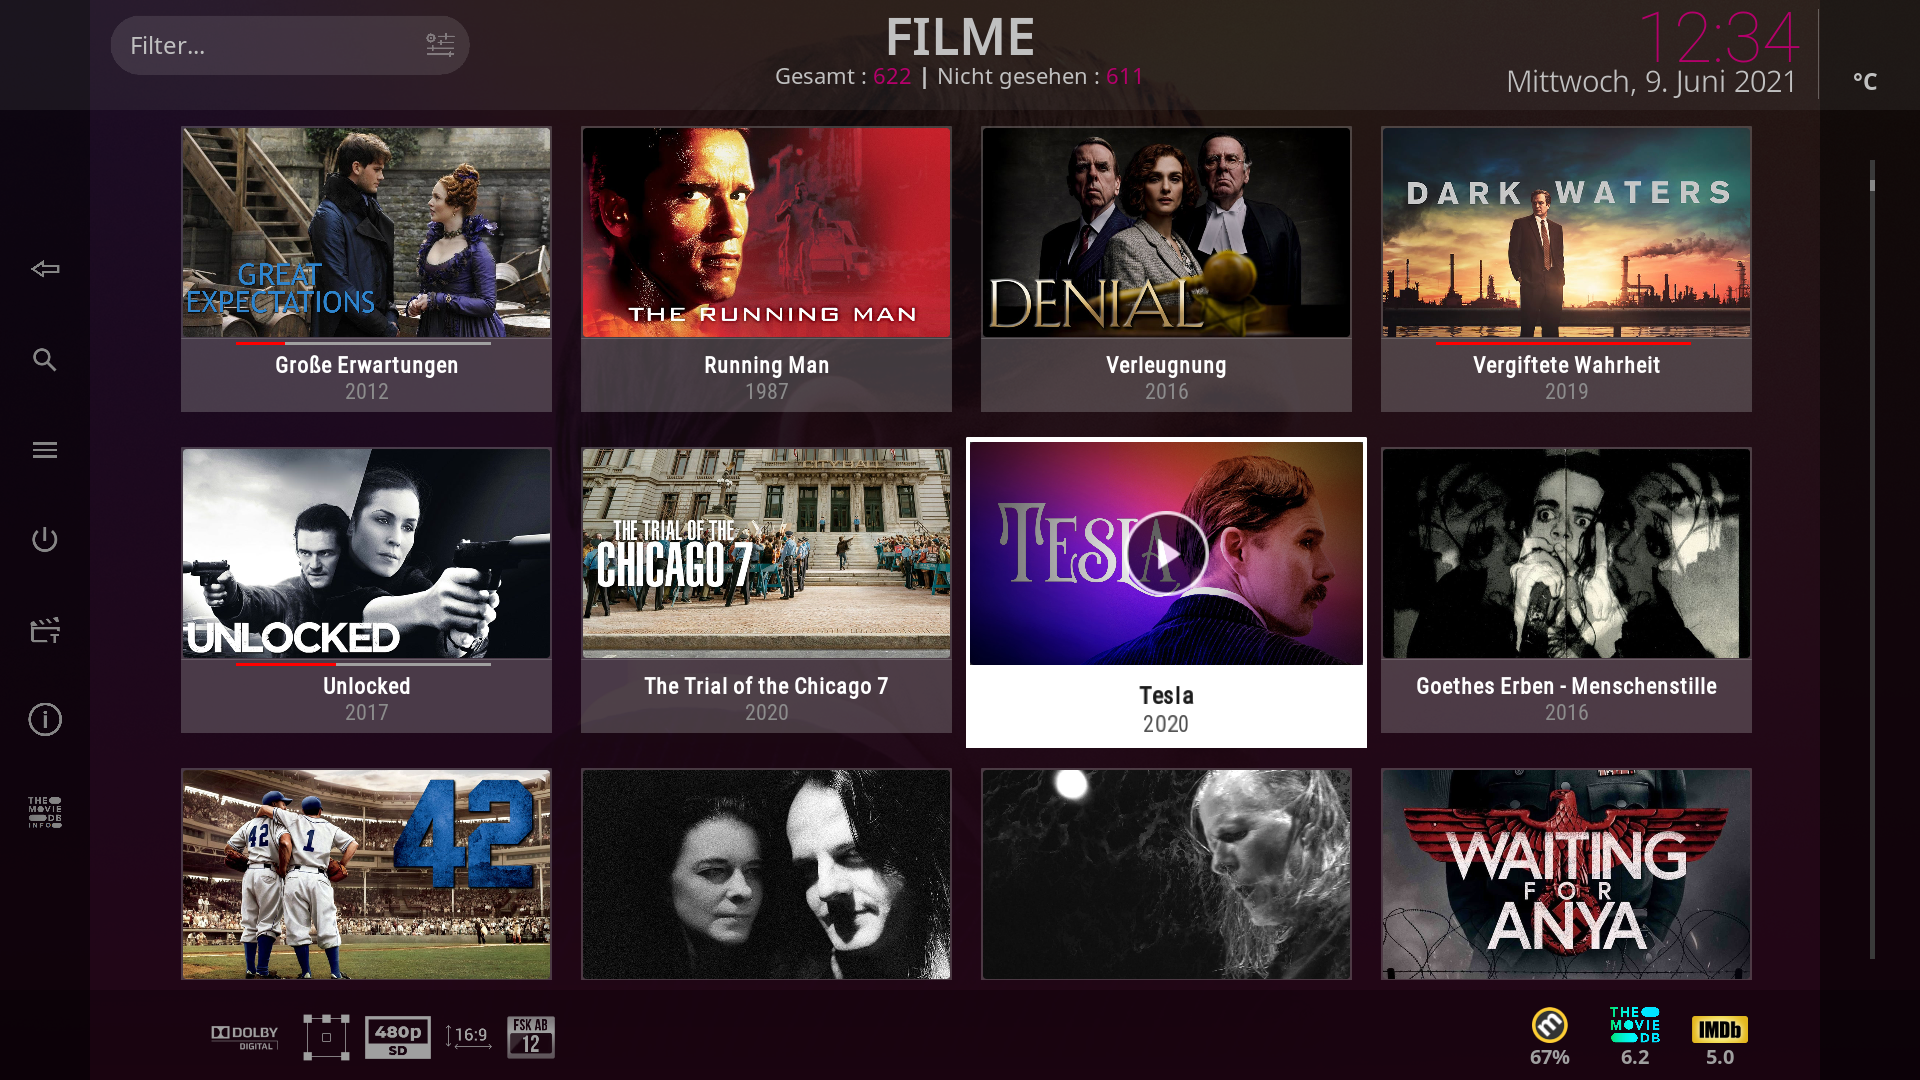 Filter...
FILME
Gesamt : 622 | Nicht gesehen : 611
12:34
Mittwoch, 9. Juni 2021
°C
GREAT
EXPECTATIONS
Große Erwartungen
2012
THE RUNNING MAN
Running Man
1987
DENIAL
Verleugnung
2016
DARK WATERS
Vergiftete Wahrheit
2019
UNLOCKED
Unlocked
2017
CITY HALL
THE TRIAL OF THE
CHICAGO 7
The Trial of the Chicago 7
2020
TESLA
Tesla
2020
Goethes Erben - Menschenstille
2016
THE
MOVIE
DB
INFO
42
1
42
WAITING
FOR
ANYA
DOLBY
DIGITAL
480p
SD
16:9
FSK AB
12
67%
THE
MOVIE
DB
6.2
IMDb
5.0